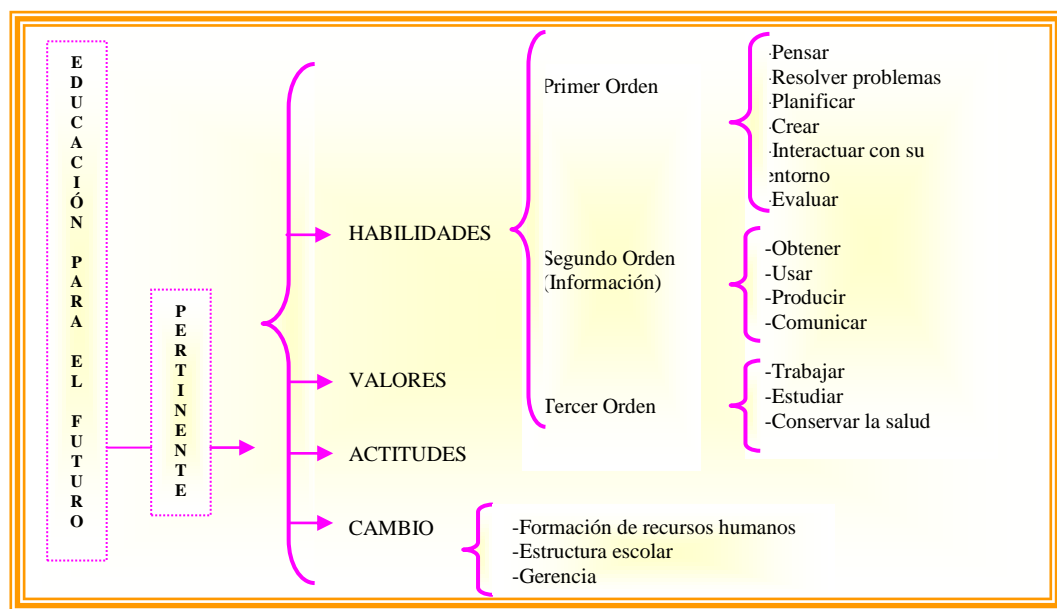 EDUCACIÓN PARA EL FUTURO
PERTINENTE
HABILIDADES
Primer Orden
-Pensar
-Resolver problemas
-Planificar
-Crear
-Interactuar con su
entorno
-Evaluar
Segundo Orden
(Información)
-Obtener
-Usar
-Producir
-Comunicar
Tercer Orden
-Trabajar
-Estudiar
-Conservar la salud
VALORES
ACTITUDES
CAMBIO
-Formación de recursos humanos
-Estructura escolar
-Gerencia